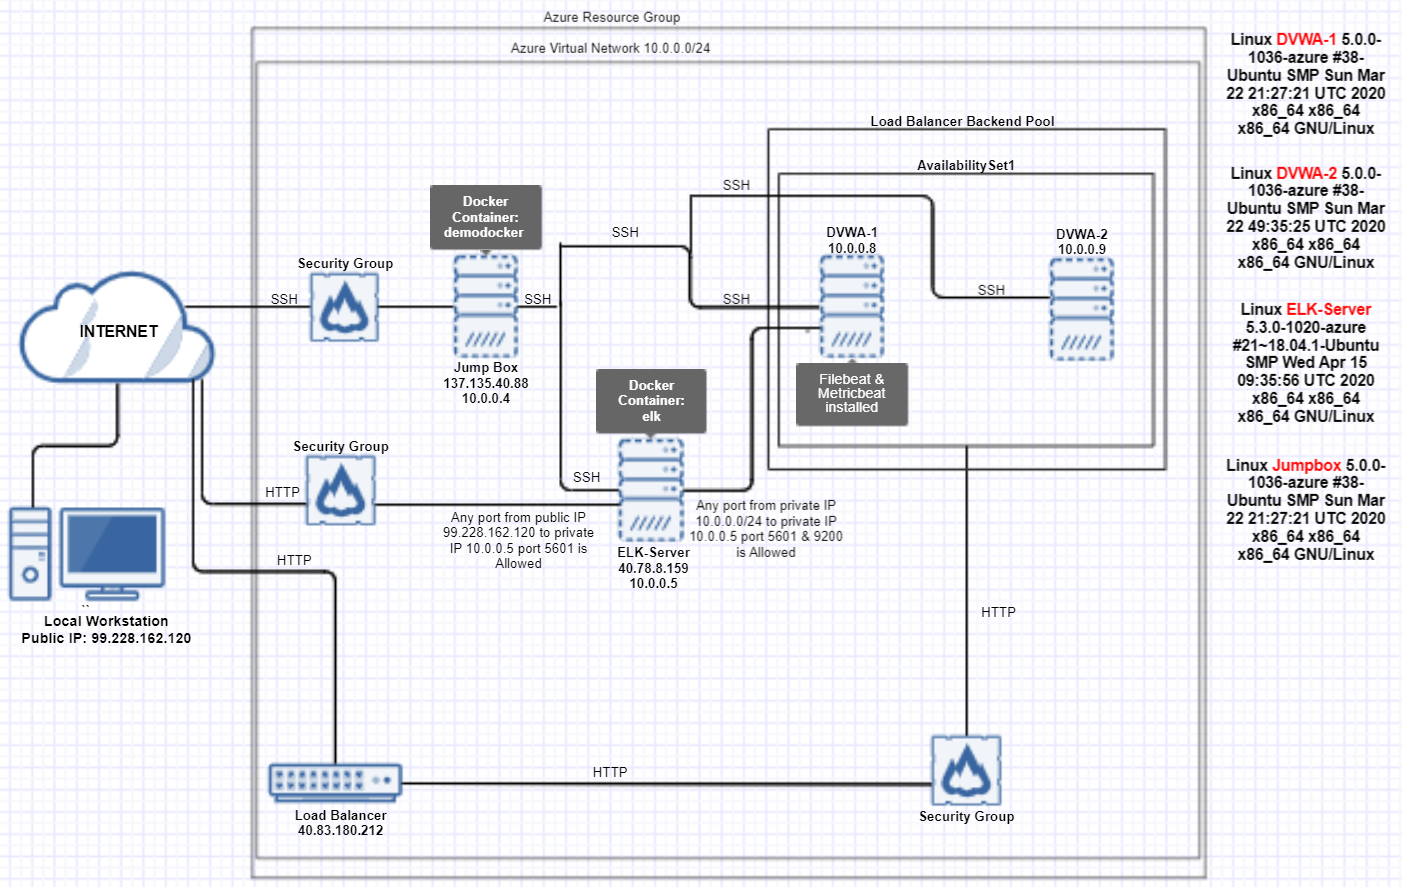 Azure Resource Group
Azure Virtual Network 10.0.0.0/24
Load Balancer Backend Pool
AvailabilitySet1
SSH
Docker
Container:
demodocker
SSH
DVWA-1
10.0.0.8
DVWA-2
10.0.0.9
Security Group
SSH
SSH
SSH
SSH
INTERNET
Jump Box
137.135.40.88
10.0.0.4
Docker
Container:
elk
Filebeat &
Metricbeat
installed
Security Group
HTTP
SSH
Any port from public IP
99.228.162.120 to private
IP 10.0.0.5 port 5601 is
Allowed
Any port from private IP
10.0.0.0/24 to private IP
10.0.0.5 port 5601 & 9200
is Allowed
ELK-Server
40.78.8.159
10.0.0.5
HTTP
``
Local Workstation
Public IP: 99.228.162.120
HTTP
HTTP
Load Balancer
40.83.180.212
Security Group
Linux DVWA-1 5.0.0-
1036-azure #38-
Ubuntu SMP Sun Mar
22 21:27:21 UTC 2020
x86_64 x86_64
x86_64 GNU/Linux
Linux DVWA-2 5.0.0-
1036-azure #38-
Ubuntu SMP Sun Mar
22 49:35:25 UTC 2020
x86_64 x86_64
x86_64 GNU/Linux
Linux ELK-Server
5.3.0-1020-azure
#21~18.04.1-Ubuntu
SMP Wed Apr 15
09:35:56 UTC 2020
x86_64 x86_64
x86_64 GNU/Linux
Linux Jumpbox 5.0.0-
1036-azure #38-
Ubuntu SMP Sun Mar
22 21:27:21 UTC 2020
x86_64 x86_64
x86_64 GNU/Linux